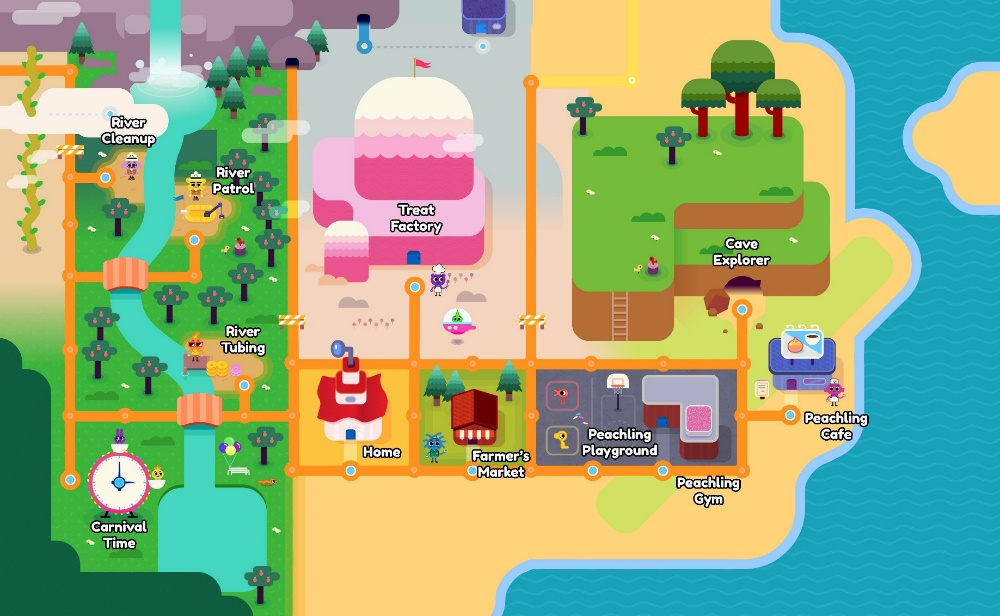 River
Cleanup
River
Patrol
Treat
Factory
Cave
Explorer
River
Tubing
Home
Farmer's
Market
Peachling
Playground
Peachling
Cafe
Peachling
Gym
Carnival
Time